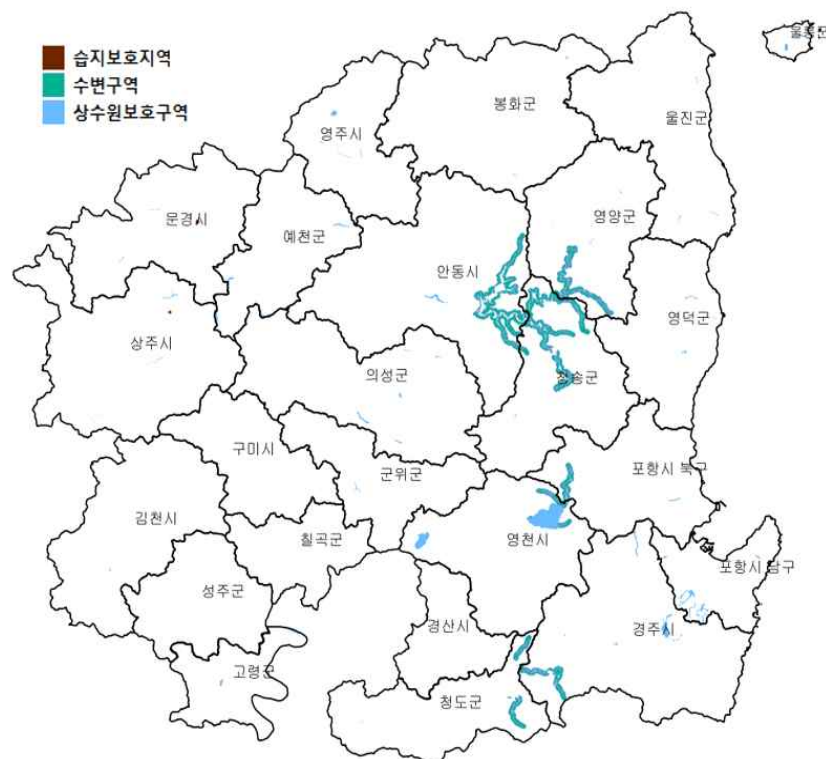 습지보호지역
수변구역
상수원보호구역
울릉군
봉화군
울진군
영주시
문경시
예천군
영양군
안동시
영덕군
상주시
의성군
청송군
구미시
군위군
포항시 북구
김천시
칠곡군
영천시
성주군
포항시 남구
경산시
경주시
고령군
청도군